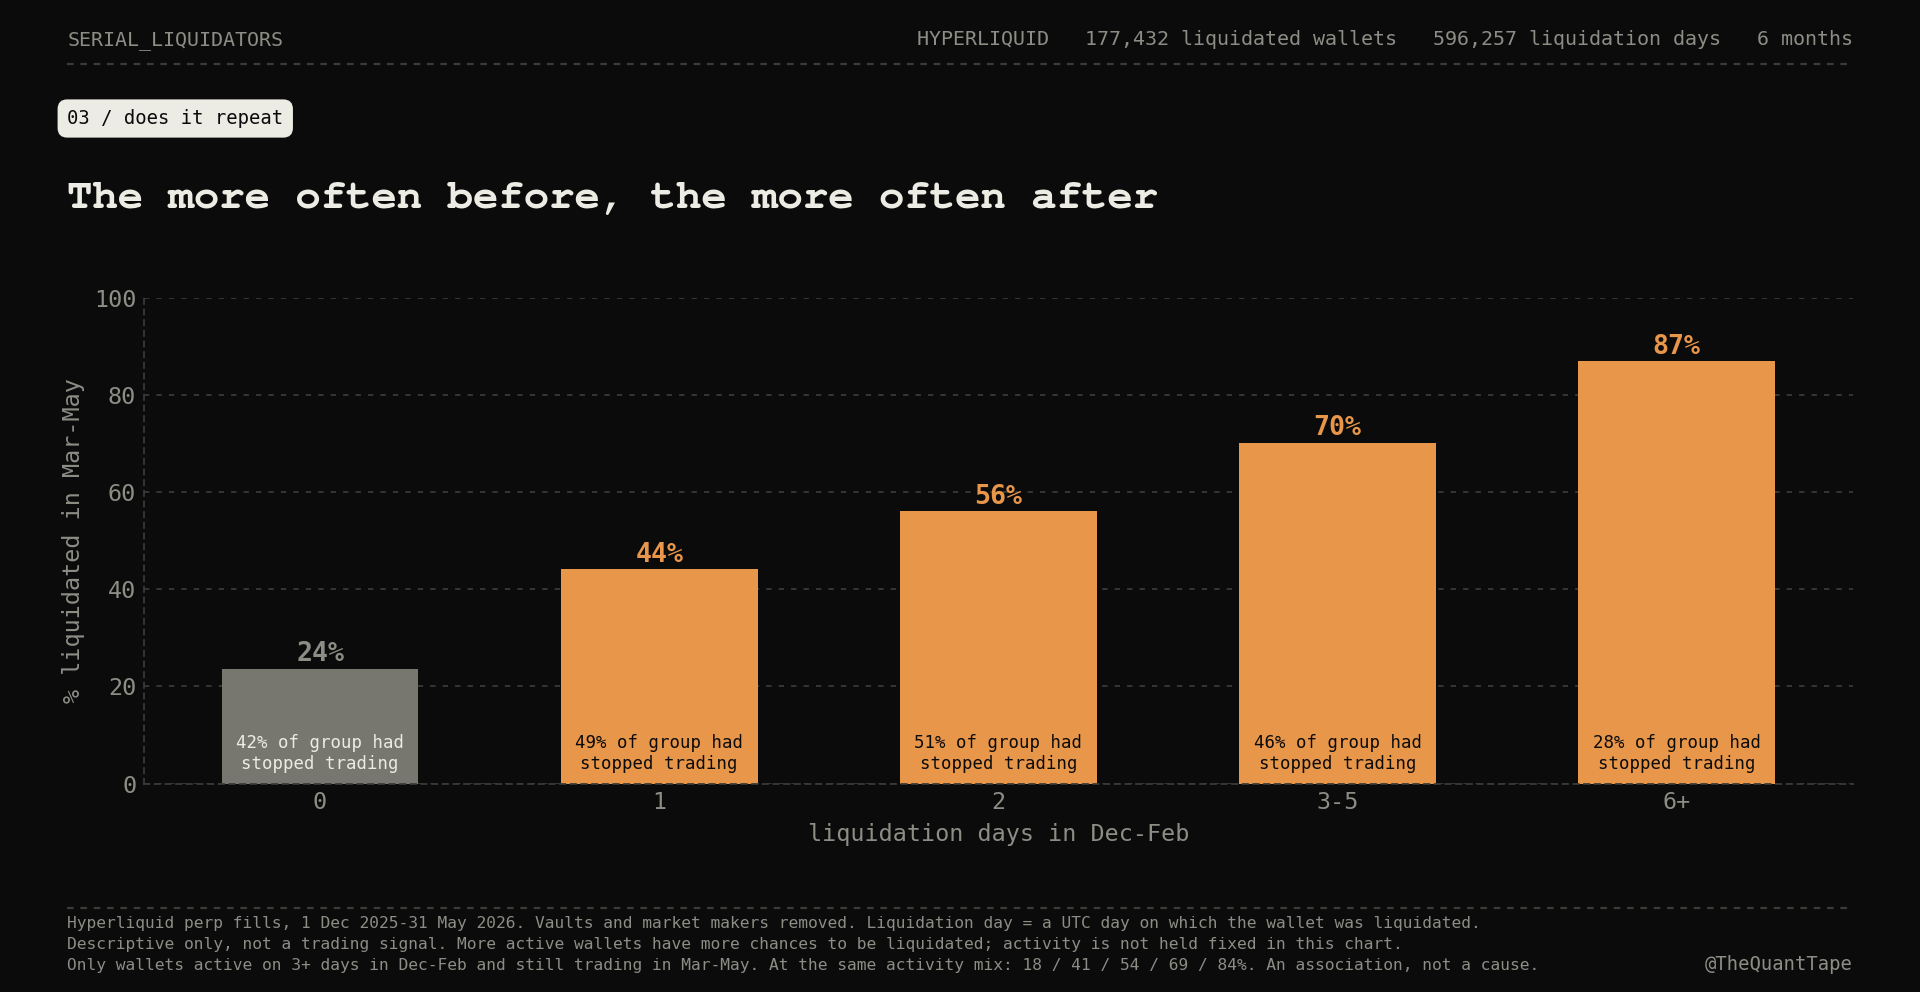 SERIAL_LIQUIDATORS
HYPERLIQUID 177,432 liquidated wallets 596,257 liquidation days 6 months
03 / does it repeat
The more often before, the more often after
% liquidated in Mar-May
100
80
60
40
20
0
24%
44%
56%
70%
87%
42% of group had
stopped trading
49% of group had
stopped trading
51% of group had
stopped trading
46% of group had
stopped trading
28% of group had
stopped trading
0 1 2 3-5 6+
liquidation days in Dec-Feb
Hyperliquid perp fills, 1 Dec 2025-31 May 2026. Vaults and market makers removed. Liquidation day = a UTC day on which the wallet was liquidated.
Descriptive only, not a trading signal. More active wallets have more chances to be liquidated; activity is not held fixed in this chart.
Only wallets active on 3+ days in Dec-Feb and still trading in Mar-May. At the same activity mix: 18 / 41 / 54 / 69 / 84%. An association, not a cause.
@TheQuantTape